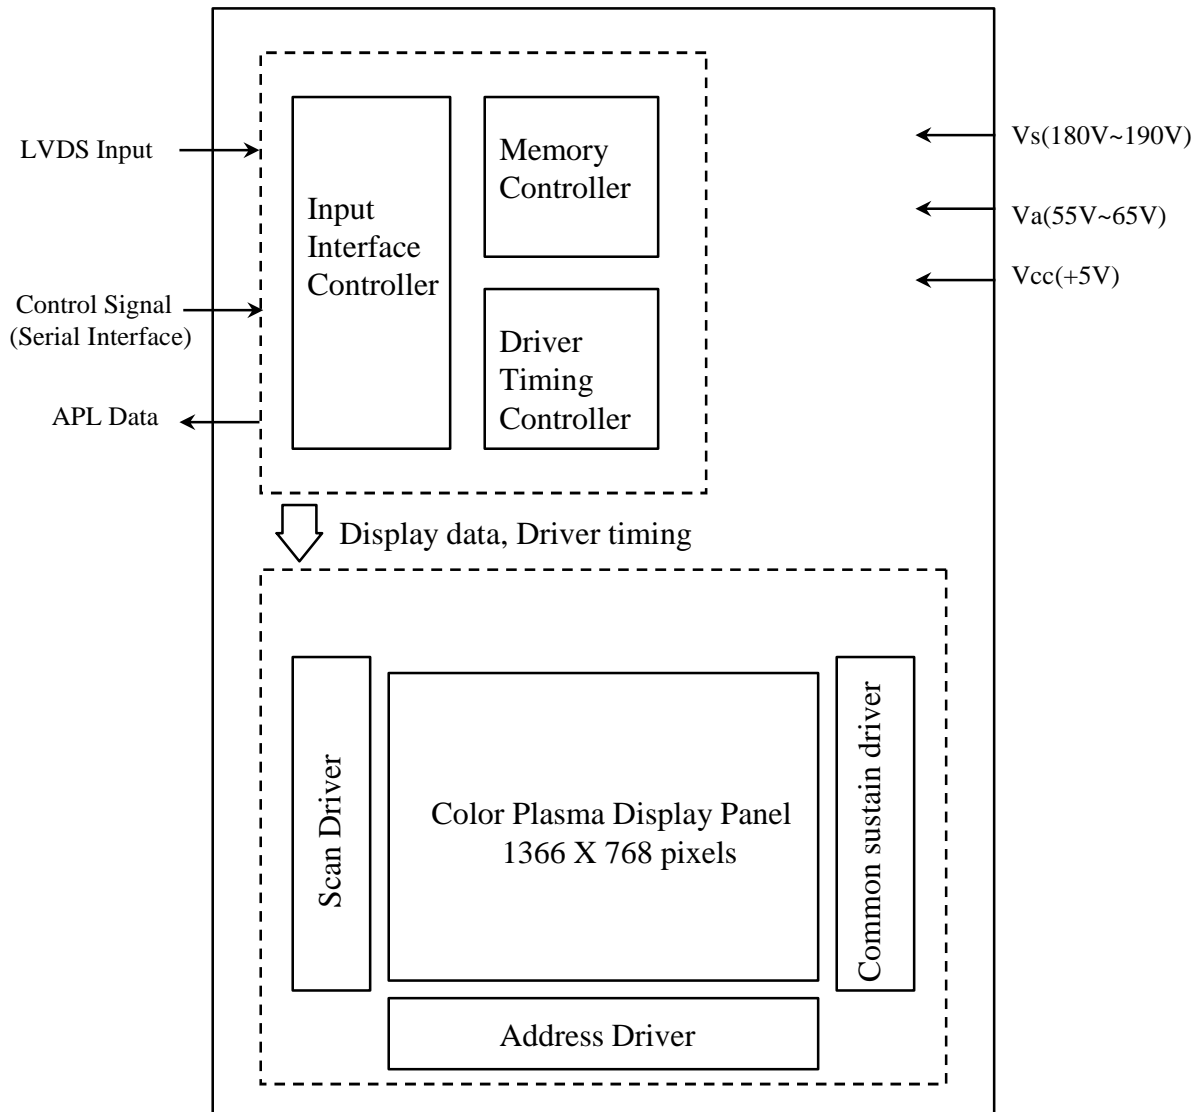 LVDS Input
Control Signal
(Serial Interface)
APL Data
Input
Interface
Controller
Memory
Controller
Driver
Timing
Controller
Vs(180V~190V)
Va(55V~65V)
Vcc(+5V)
Display data, Driver timing
Scan Driver
Color Plasma Display Panel
1366 X 768 pixels
Common sustain driver
Address Driver